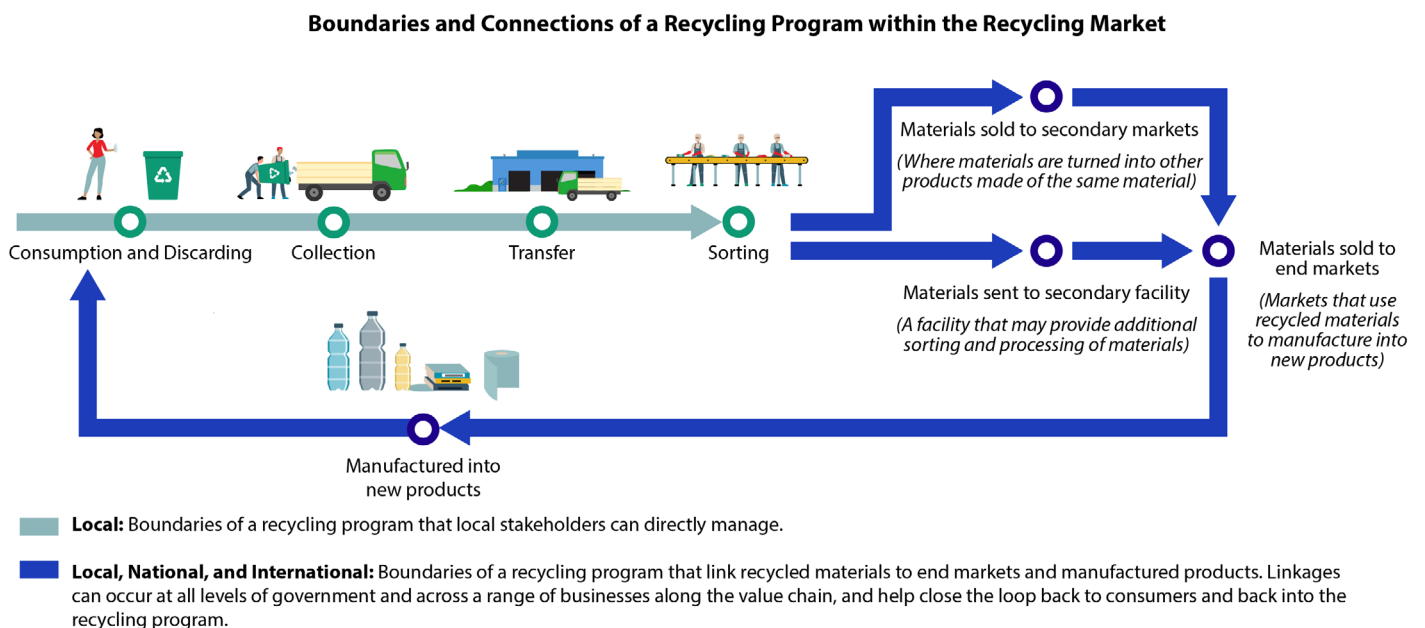 Boundaries and Connections of a Recycling Program within the Recycling Market
Consumption and Discarding
Collection
Transfer
Sorting
Materials sold to secondary markets
(Where materials are turned into other
products made of the same material)
Materials sent to secondary facility
(A facility that may provide additional
sorting and processing of materials)
Materials sold to
end markets
(Markets that use
recycled materials
to manufacture into
new products)
Manufactured into
new products
Local: Boundaries of a recycling program that local stakeholders can directly manage.
Local, National, and International: Boundaries of a recycling program that link recycled materials to end markets and manufactured products. Linkages
can occur at all levels of government and across a range of businesses along the value chain, and help close the loop back to consumers and back into the
recycling program.